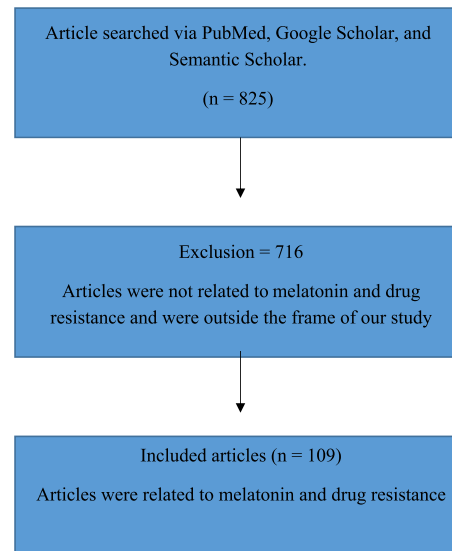 Article searched via PubMed, Google Scholar, and
Semantic Scholar.
(n = 825)
Exclusion = 716
Articles were not related to melatonin and drug
resistance and were outside the frame of our study
Included articles (n = 109)
Articles were related to melatonin and drug resistance